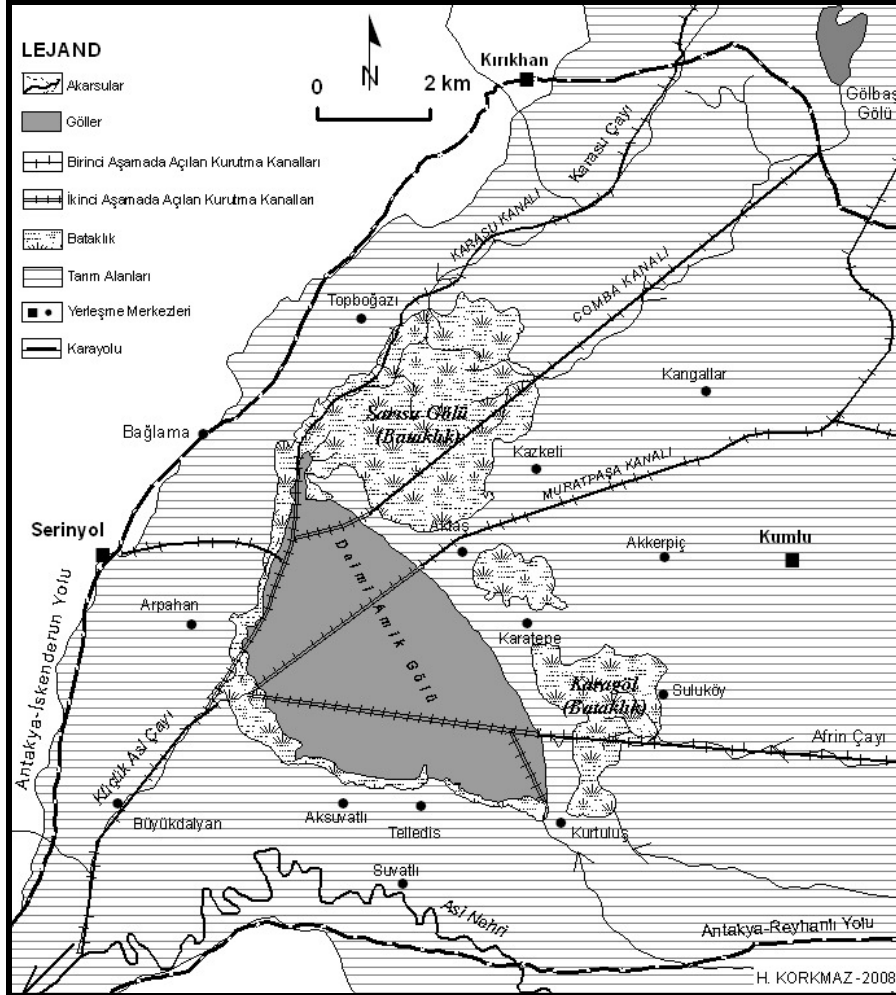 LEJAND
Akarsular
Göller
Birinci Aşamada Açılan Kurutma Kanalları
İkinci Aşamada Açılan Kurutma Kanalları
Bataklık
Tarım Alanları
Yerleşme Merkezleri
Karayolu
N
0 2 km
Kırıkhan
Gölbaşı
Gölü
Karasu Çayı
KARASU KANALI
COMBA KANALI
Topboğazı
Kangallar
Sarısu Gölü
(Bataklık)
Bağlama
Kazkeli
MURATPAŞA KANALI
Serinyol
Aktaş
Akkerpiç
Kumlu
Daimi Amik Gölü
Arpahan
Karatepe
Karagöl
(Bataklık)
Suluköy
Antakya-İskenderun Yolu
Küçük Asi Çayı
Afrin Çayı
Büyükdalyan
Aksuvatlı
Telledis
Kurtuluş
Suvatlı
Asi Nehri
Antakya-Reyhanlı Yolu
H. KORKMAZ-2008